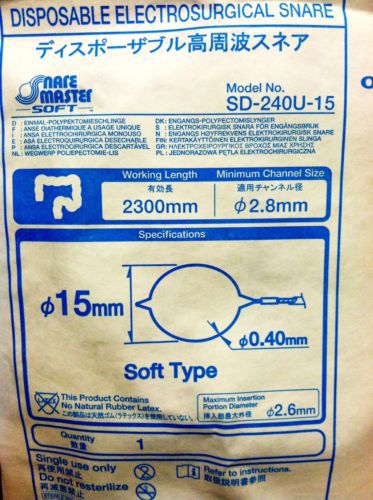 DISPOSABLE ELECTROSURGICAL SNARE
ディスポーザブル高周波スネア
SNARE
MASTER
SOFT
Model No.
SD-240U-15
D : EINMAL-POLYPEKTOMIESCHLINGE
F : ANSE DIATHERMIQUE A USAGE UNIQUE
I : ANSA ELETTROCHIRURGICA MONOUSO
E : ASA ELECTROQUIRURGICA DESECHABLE
P : ANSA ELECTROCIRURGICA DESCARTÁVEL
NL : WEGWERP POLIEPECTOMIE-LIS
DK : ENGANGS-POLYPECTOMISLYNGER
S : ELEKTROKIRURGISK SNARA FÖR ENGÅNGSBRUK
N : ENGANGS HØYFREKVENS ELEKTROKIRURGISK SNARE
FIN : KERTAKÄYTTÖINEN ELEKTROKIRURGINEN SILMUKKA
GR : ΗΛΕΚΤΡΟΧΕΙΡΟΥΡΓΙΚΟΣ ΒΡΟΧΟΣ ΜΙΑΣ ΧΡΗΣΗΣ
PL : JEDNORAZOWA PĘTLA ELEKTROCHIRURGICZNA
Working Length
有効長
2300mm
Minimum Channel Size
適用チャンネル径
φ2.8mm
Specifications
φ15mm
φ0.40mm
Soft Type
LATEX
This Product Contains
No Natural Rubber Latex.
この製品は天然ゴム(ラテックス)を使用していない。
Maximum Insertion
Portion Diameter
挿入部最大外径
φ2.6mm
Quantity
数量
1
Single use only
再使用禁止
Do not resterilize
再滅菌禁止
Refer to instructions.
取扱説明書参照